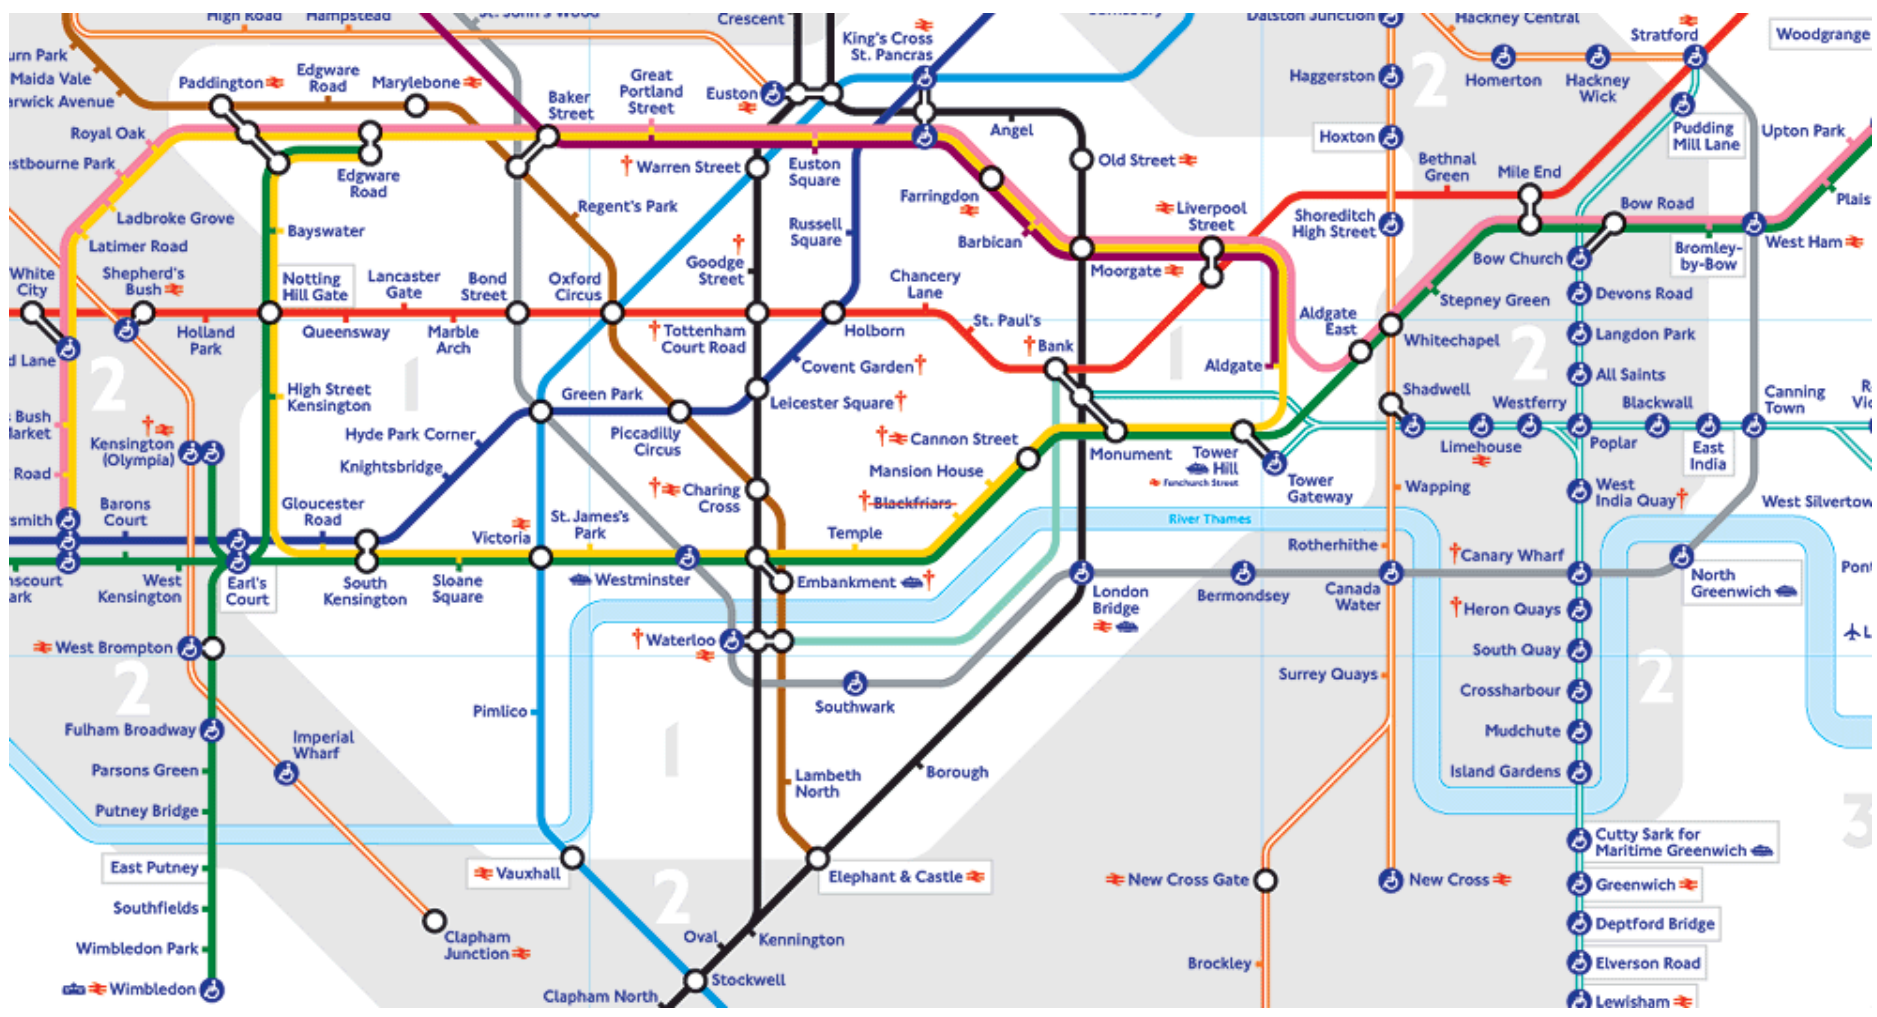 Crescent
King's Cross
St. Pancras
Dalston Junction
Hackney Central
Stratford
Woodgrange
Maida Vale
Paddington
Edgware
Road
Marylebone
Great
Portland
Street
Euston
Haggerston
Homerton
Hackney
Wick
2
Baker
Street
Royal Oak
Angel
Hoxton
Pudding
Mill Lane
Upton Park
Edgware
Road
† Warren Street
Euston
Square
Old Street
Bethnal
Green
Mile End
Farringdon
Ladbroke Grove
Regent's Park
Liverpool
Street
Shoreditch
High Street
Bow Road
Bayswater
Russell
Square
Barbican
Latimer Road
†
Goodge
Street
Moorgate
Bow Church
Bromley-
by-Bow
West Ham
White
City
Shepherd's
Bush
Notting
Hill Gate
Lancaster
Gate
Bond
Street
Oxford
Circus
Chancery
Lane
Stepney Green
Devons Road
Holland
Park
Queensway
Marble
Arch
† Tottenham
Court Road
Holborn
St. Paul's
Aldgate
East
Whitechapel
Langdon Park
† Bank
1
2
Covent Garden †
Aldgate
All Saints
2
1
High Street
Kensington
Green Park
Leicester Square †
Shadwell
Westferry
Blackwall
Canning
Town
Hyde Park Corner
Piccadilly
Circus
† Cannon Street
Limehouse
Poplar
East
India
†
Kensington
(Olympia)
Knightsbridge
Mansion House
Monument
Tower
Hill
Fenchurch Street
Tower
Gateway
Road
† Charing
Cross
† Blackfriars
Wapping
West
India Quay †
West Silvertow
Barons
Court
Gloucester
Road
Victoria
St. James's
Park
Temple
River Thames
Rotherhithe
† Canary Wharf
West
Kensington
Earl's
Court
South
Kensington
Sloane
Square
Westminster
Embankment †
London
Bridge
Bermondsey
Canada
Water
† Heron Quays
North
Greenwich
West Brompton
† Waterloo
South Quay
2
2
Surrey Quays
Crossharbour
Southwark
Pimlico
Fulham Broadway
Imperial
Wharf
Mudchute
1
Parsons Green
Lambeth
North
Borough
Island Gardens
Putney Bridge
3
Cutty Sark for
Maritime Greenwich
East Putney
Vauxhall
Elephant & Castle
New Cross Gate
New Cross
Greenwich
2
Southfields
Deptford Bridge
Wimbledon Park
Clapham
Junction
Oval
Kennington
Brockley
Elverson Road
Wimbledon
Stockwell
Clapham North
Lewisham